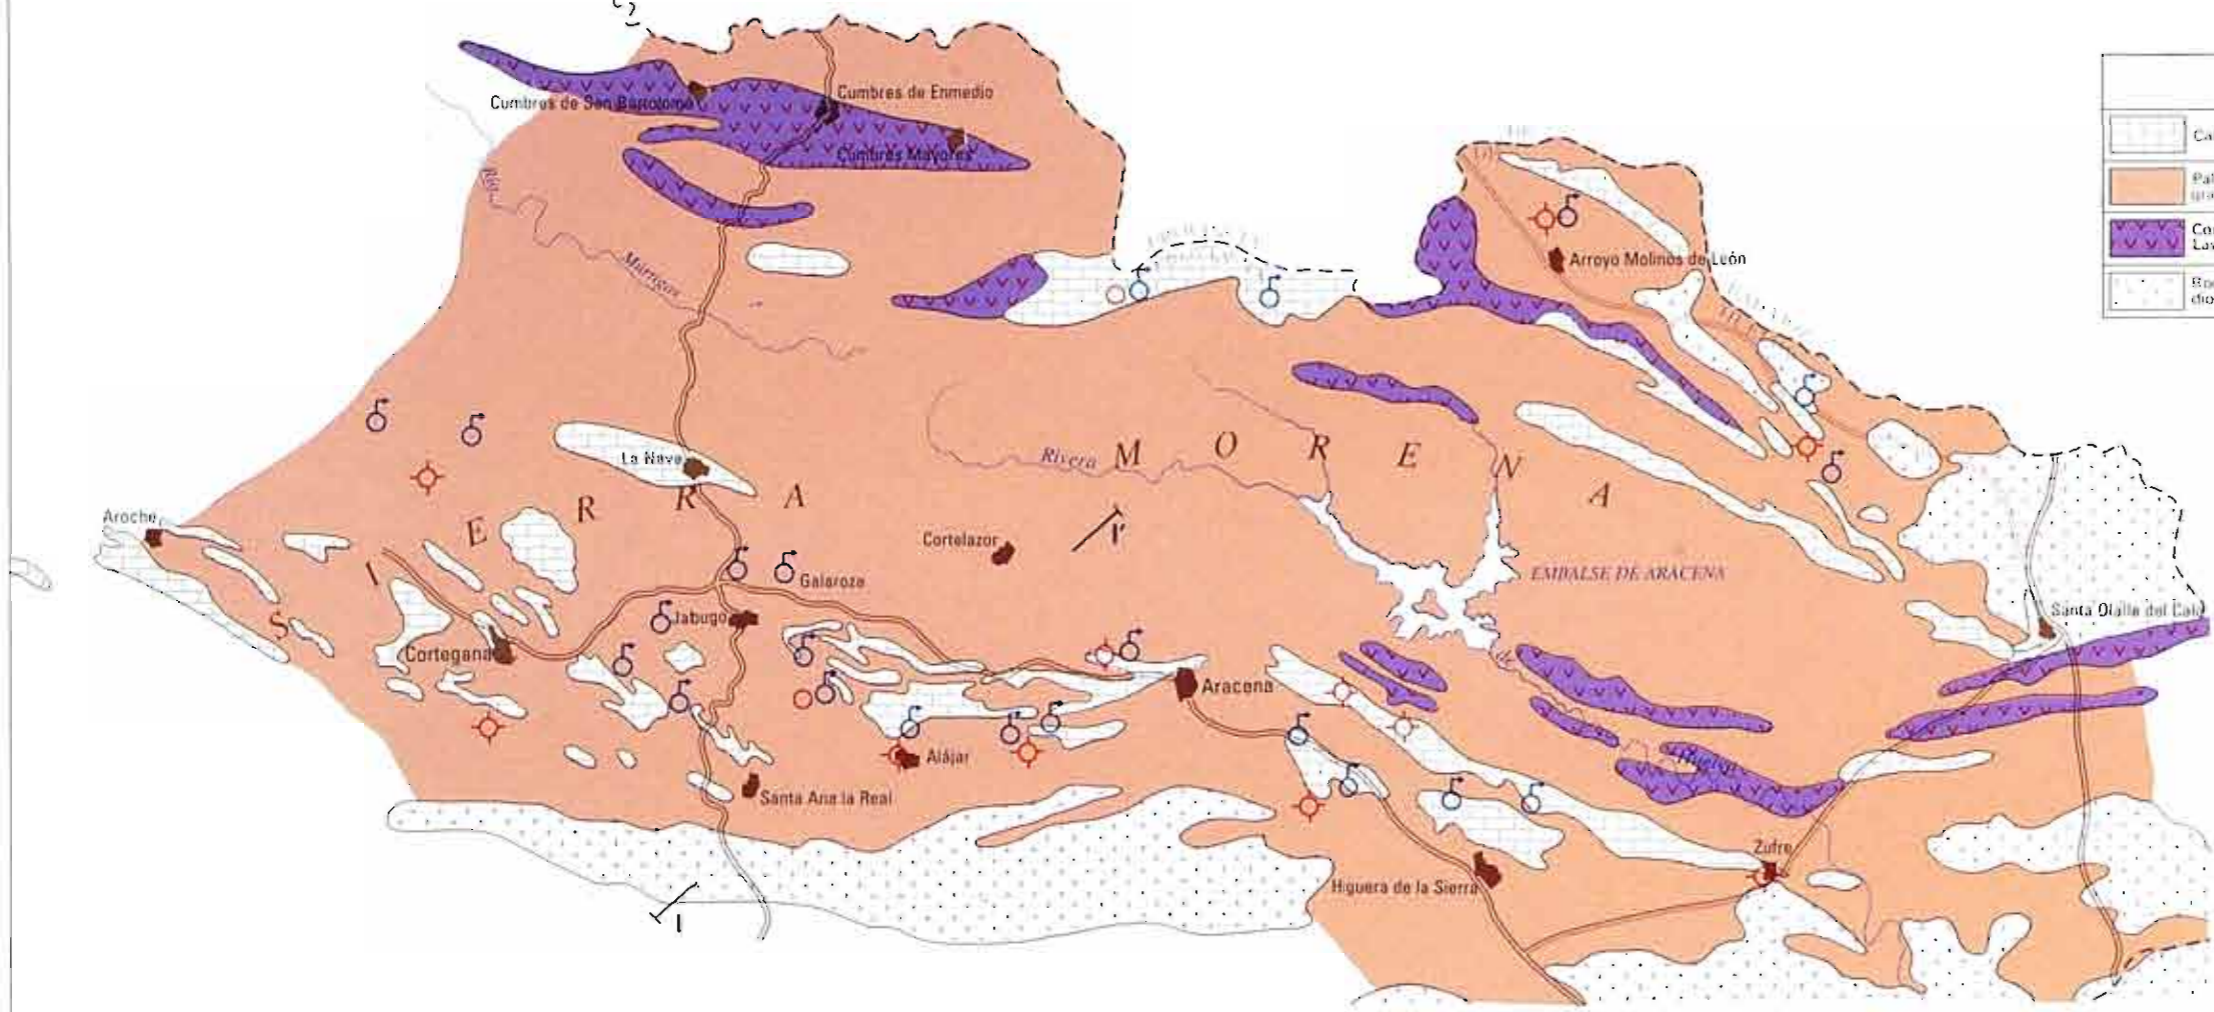 Cumbres de Enmedio
Cumbres de San Bartolomé
Cumbres Mayores
Arroyo Molinos de León
Murtigas
La Nava
Rivera
M O R E N A
E R R A
S
Aroche
Cortelazor
I'
I
EMBALSE DE ARACENA
Galaroza
Jabugo
Cortegana
Santa Olalla del Cala
Aracena
de
Huelva
Alájar
Santa Ana la Real
Zufre
Higuera de la Sierra
I